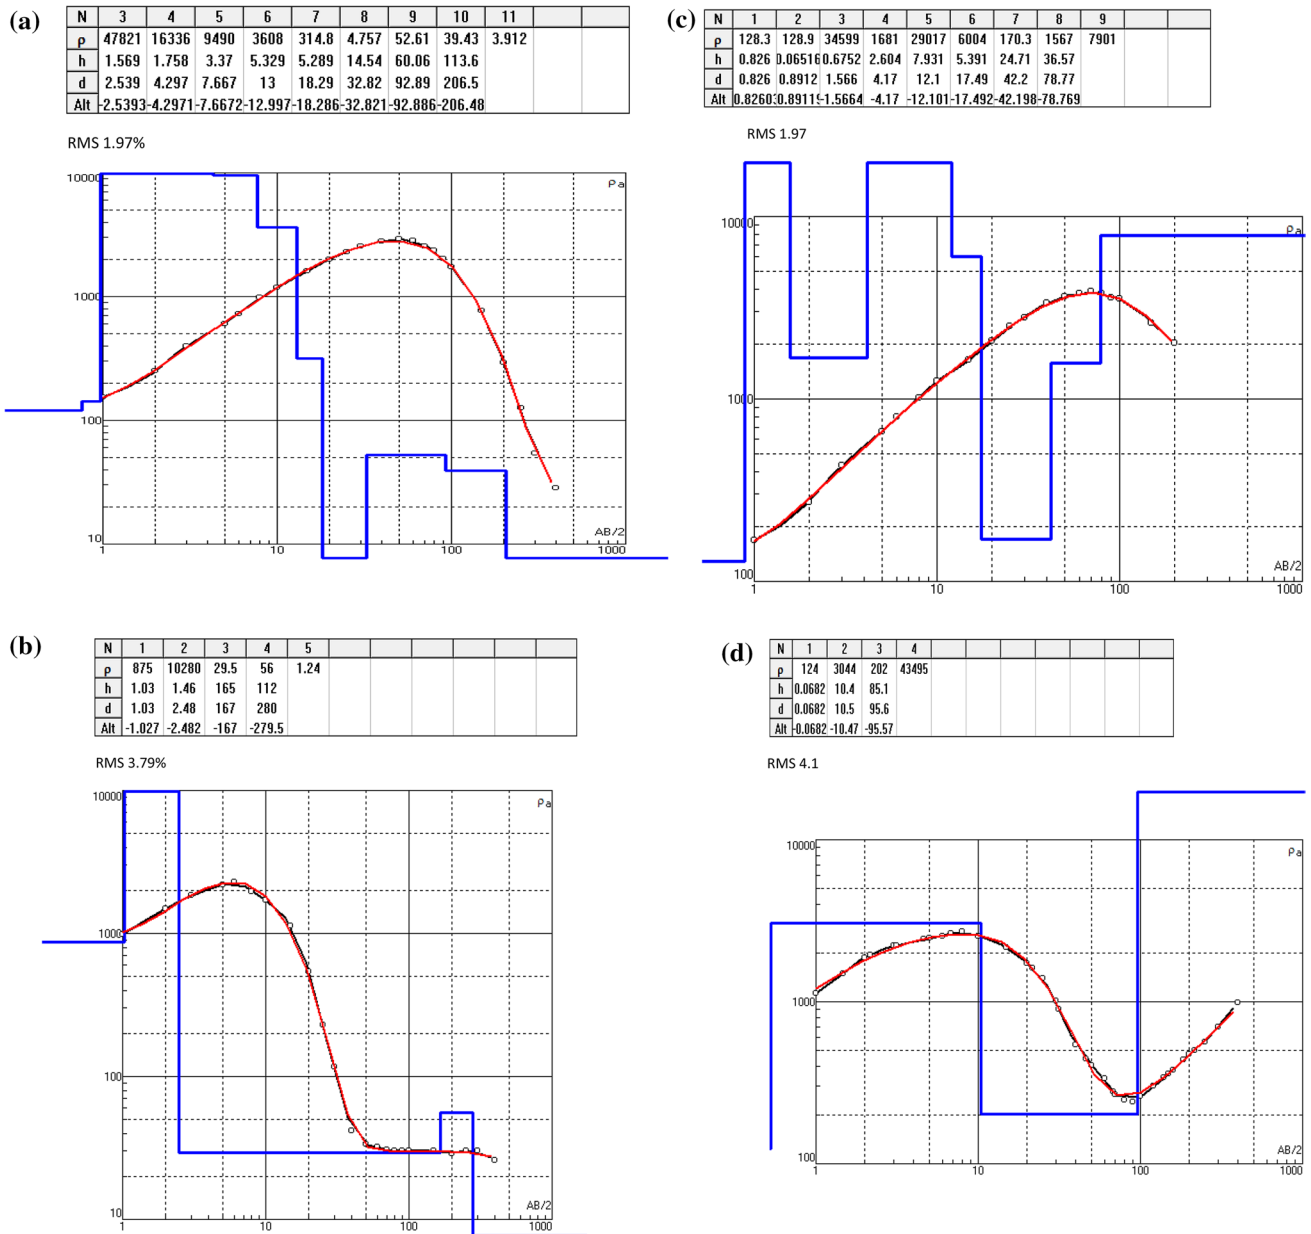 (a)
N 3 4 5 6 7 8 9 10 11
ρ 47821 16336 9490 3608 314.8 4.757 52.61 39.43 3.912
h 1.569 1.758 3.37 5.329 5.289 14.54 60.06 113.6
d 2.539 4.297 7.667 13 18.29 32.82 92.89 206.5
Alt -2.5393 -4.2971 -7.6672 -12.997 -18.286 -32.821 -92.886 -206.48
RMS 1.97%
10000
ρa
1000
100
10
AB/2
1 10 100 1000
(c)
N 1 2 3 4 5 6 7 8 9
ρ 128.3 128.9 34599 1681 29017 6004 170.3 1567 7901
h 0.826 0.06516 0.6752 2.604 7.931 5.391 24.71 36.57
d 0.826 0.8912 1.566 4.17 12.1 17.49 42.2 78.77
Alt -1.5664 -4.17 -12.101 -17.492 -42.198 -78.769
RMS 1.97
10000
ρa
1000
100
AB/2
1 10 100 1000
(b)
N 1 2 3 4 5
ρ 875 10280 29.5 56 1.24
h 1.03 1.46 165 112
d 1.03 2.48 167 280
Alt -1.027 -2.482 -167 -279.5
RMS 3.79%
10000
ρa
1000
100
10
AB/2
1 10 100 1000
(d)
N 1 2 3 4
ρ 124 3044 202 43495
h 0.0682 10.4 85.1
d 0.0682 10.5 95.6
Alt -0.0682 -10.47 -95.57
RMS 4.1
10000
ρa
1000
100
AB/2
1 10 100 1000